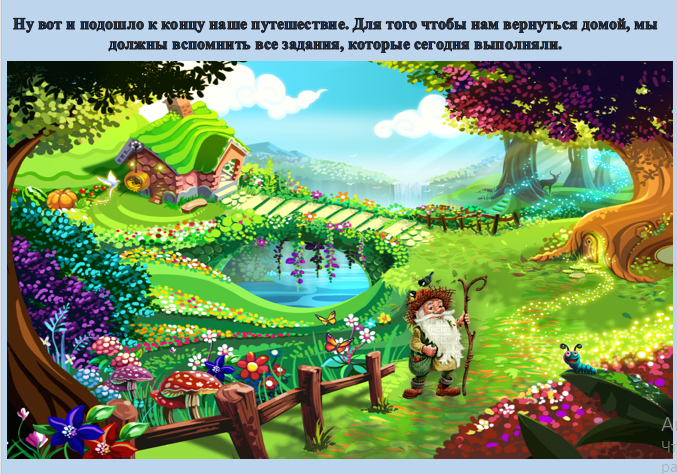 Ну вот и подошло к концу наше путешествие. Для того чтобы нам вернуться домой, мы
должны вспомнить все задания, которые сегодня выполняли.